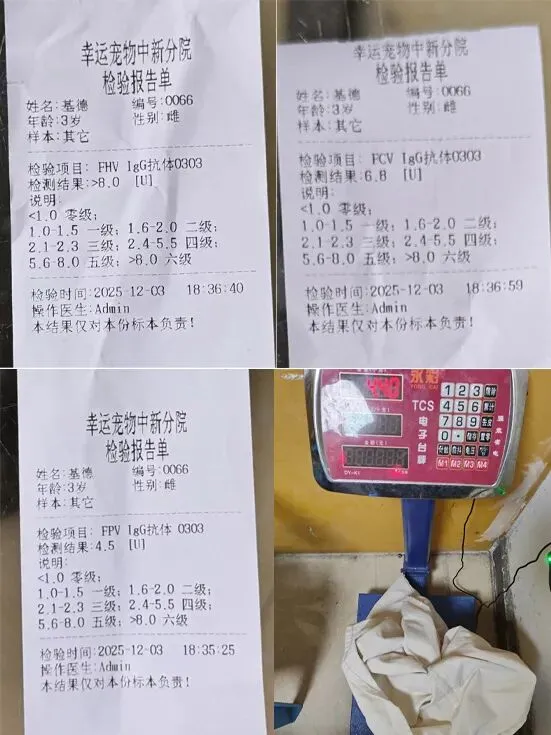 幸运宠物中新分院
检验报告单
姓名:基德 编号:0066
年龄:3岁 性别:雌
样本:其它
检验项目: FHV IgG抗体0303
检测结果:>8.0 [U]
说明:
<1.0 零级;
1.0-1.5 一级; 1.6-2.0 二级;
2.1-2.3 三级; 2.4-5.5 四级;
5.6-8.0 五级; >8.0 六级
检验时间:2025-12-03 18:36:40
操作医生:Admin
本结果仅对本份标本负责!
幸运宠物中新分院
检验报告单
姓名:基德 编号:0066
年龄:3岁 性别:雌
样本:其它
检验项目: FCV IgG抗体0303
检测结果:6.8 [U]
说明:
<1.0 零级;
1.0-1.5 一级; 1.6-2.0 二级;
2.1-2.3 三级; 2.4-5.5 四级;
5.6-8.0 五级; >8.0 六级
检验时间:2025-12-03 18:36:59
操作医生:Admin
本结果仅对本份标本负责!
幸运宠物中新分院
检验报告单
姓名:基德 编号:0066
年龄:3岁 性别:雌
样本:其它
检验项目: FPV IgG抗体 0303
检测结果:4.5 [U]
说明:
<1.0 零级;
1.0-1.5 一级; 1.6-2.0 二级;
2.1-2.3 三级; 2.4-5.5 四级;
5.6-8.0 五级; >8.0 六级
检验时间:2025-12-03 18:35:25
操作医生:Admin
本结果仅对本份标本负责!
TCS
电子台秤
1 2 3
4 5 6
7 8 9
0
M1 M2 M3 M4